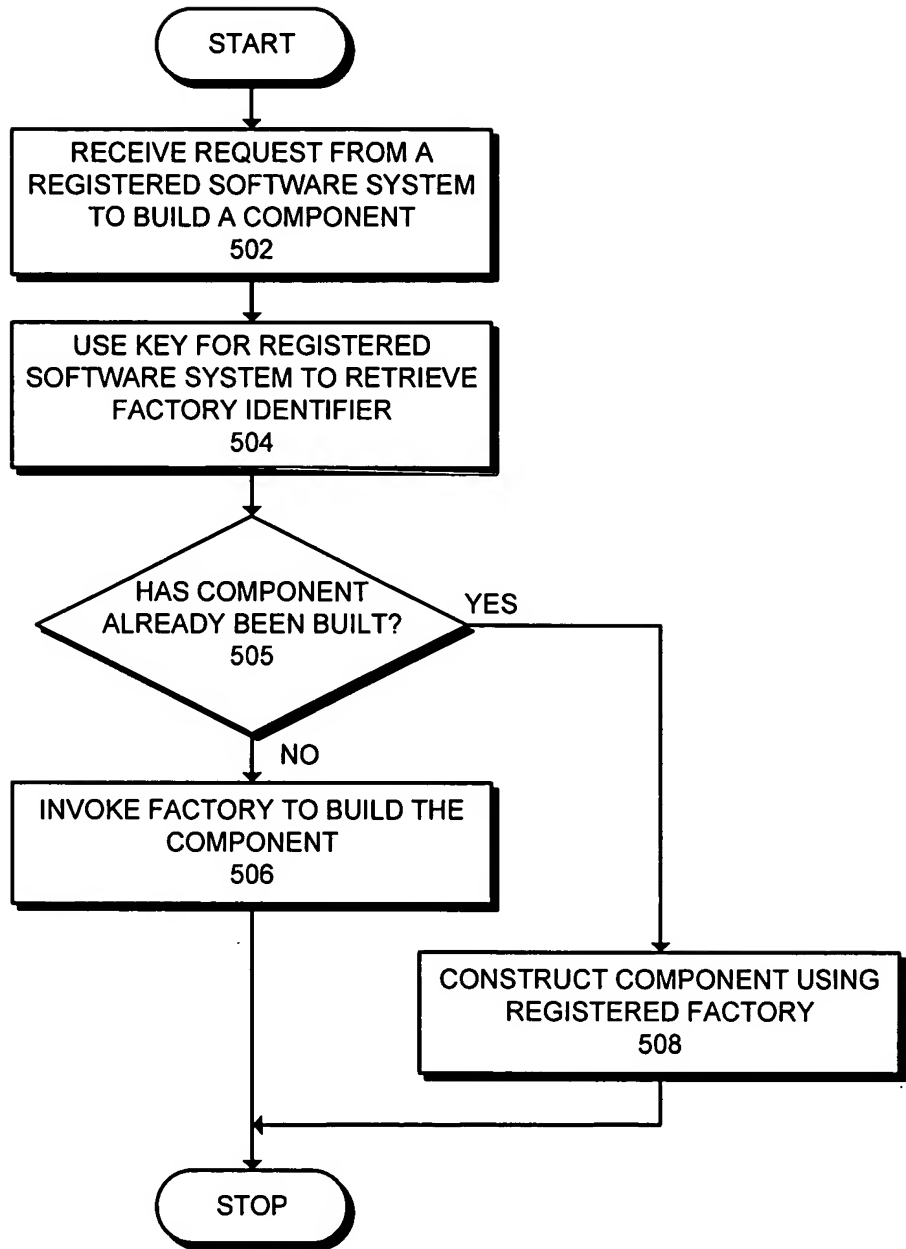 START
RECEIVE REQUEST FROM A
REGISTERED SOFTWARE SYSTEM
TO BUILD A COMPONENT
502
USE KEY FOR REGISTERED
SOFTWARE SYSTEM TO RETRIEVE
FACTORY IDENTIFIER
504
HAS COMPONENT
ALREADY BEEN BUILT?
505
YES
NO
INVOKE FACTORY TO BUILD THE
COMPONENT
506
CONSTRUCT COMPONENT USING
REGISTERED FACTORY
508
STOP